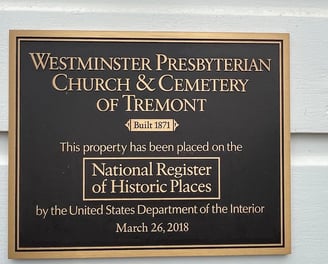 WESTMINSTER PRESBYTERIAN
CHURCH & CEMETERY
OF TREMONT
Built 1871
This property has been placed on the
National Register
of Historic Places
by the United States Department of the Interior
March 26, 2018